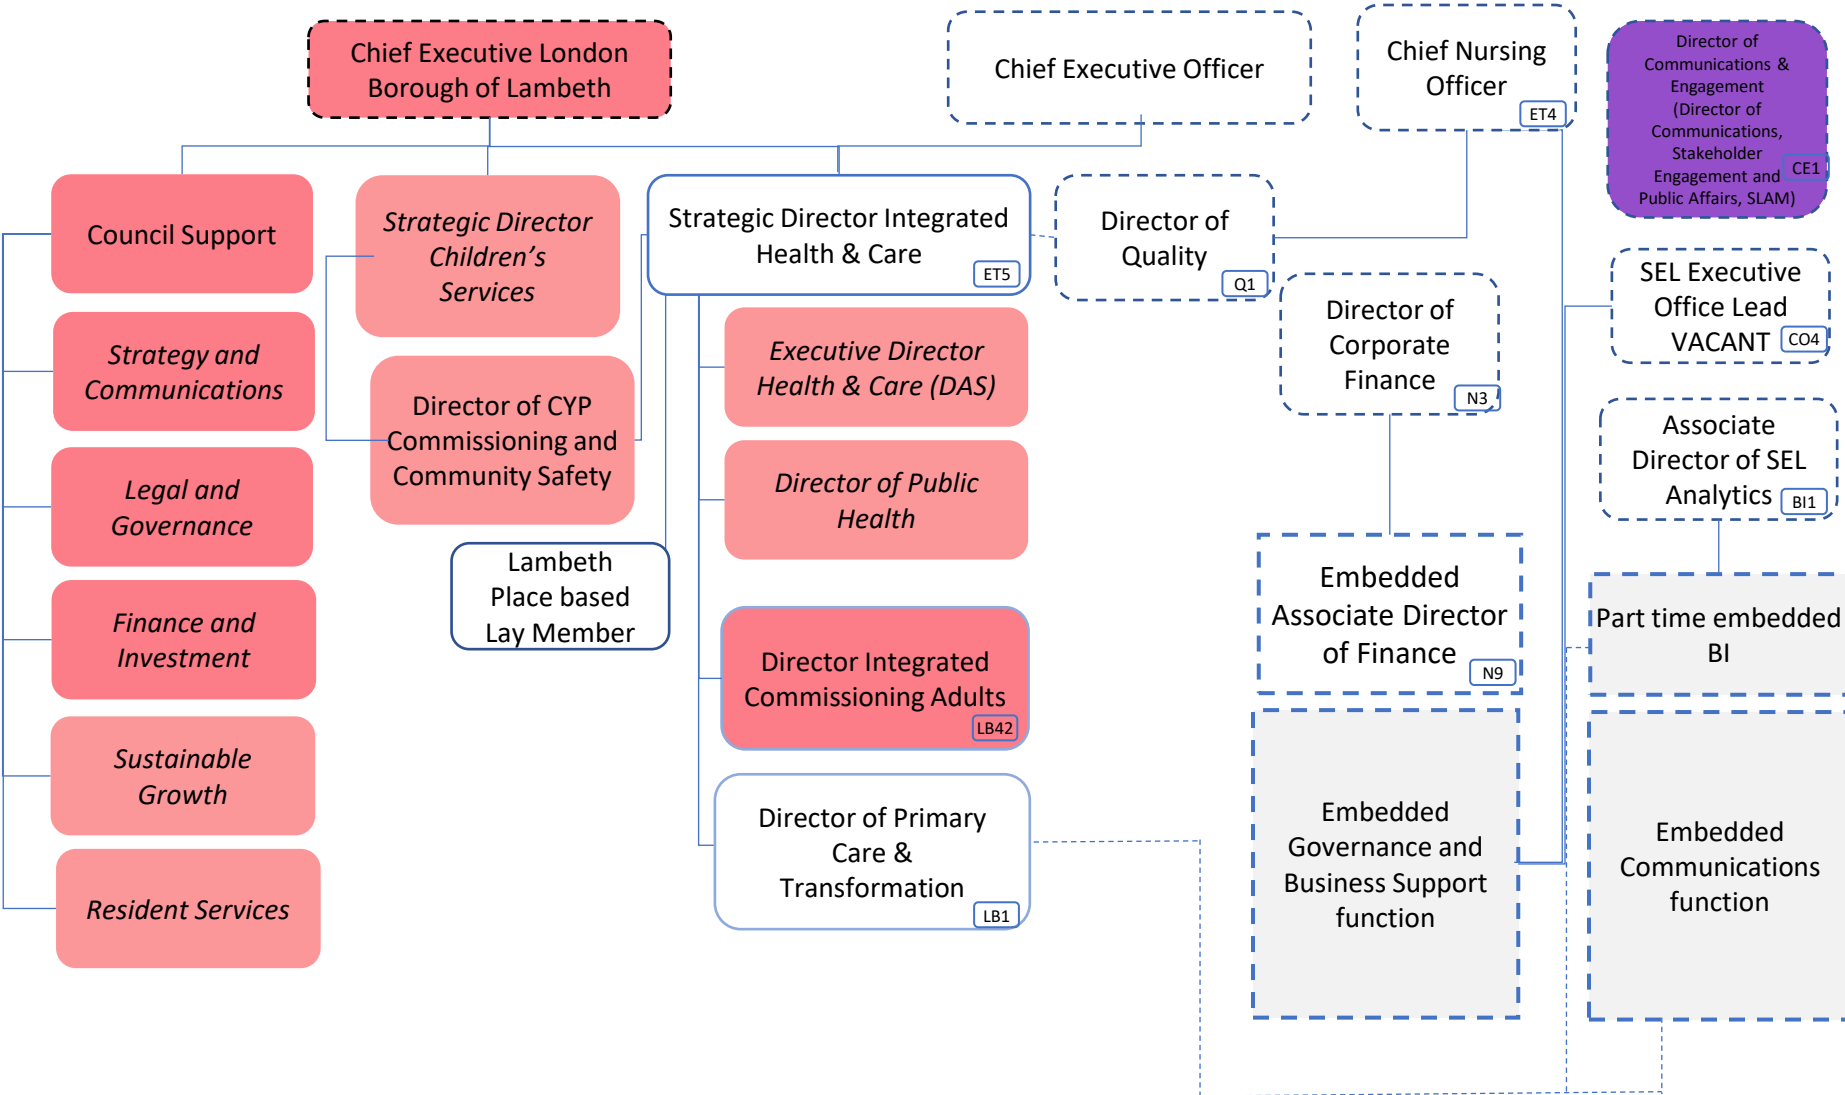 Chief Executive London
Borough of Lambeth
Chief Executive Officer
Chief Nursing
Officer
ET4
Director of
Communications &
Engagement
(Director of
Communications,
Stakeholder
Engagement and
Public Affairs, SLAM)
CE1
Council Support
Strategic Director
Children’s
Services
Strategic Director Integrated
Health & Care
ET5
Director of
Quality
Q1
SEL Executive
Office Lead
VACANT
CO4
Director of
Corporate
Finance
N3
Strategy and
Communications
Director of CYP
Commissioning and
Community Safety
Executive Director
Health & Care (DAS)
Associate
Director of SEL
Analytics
BI1
Legal and
Governance
Director of Public
Health
Lambeth
Place based
Lay Member
Embedded
Associate Director
of Finance
N9
Part time embedded
BI
Finance and
Investment
Director Integrated
Commissioning Adults
LB42
Sustainable
Growth
Director of Primary
Care &
Transformation
LB1
Embedded
Governance and
Business Support
function
Embedded
Communications
function
Resident Services